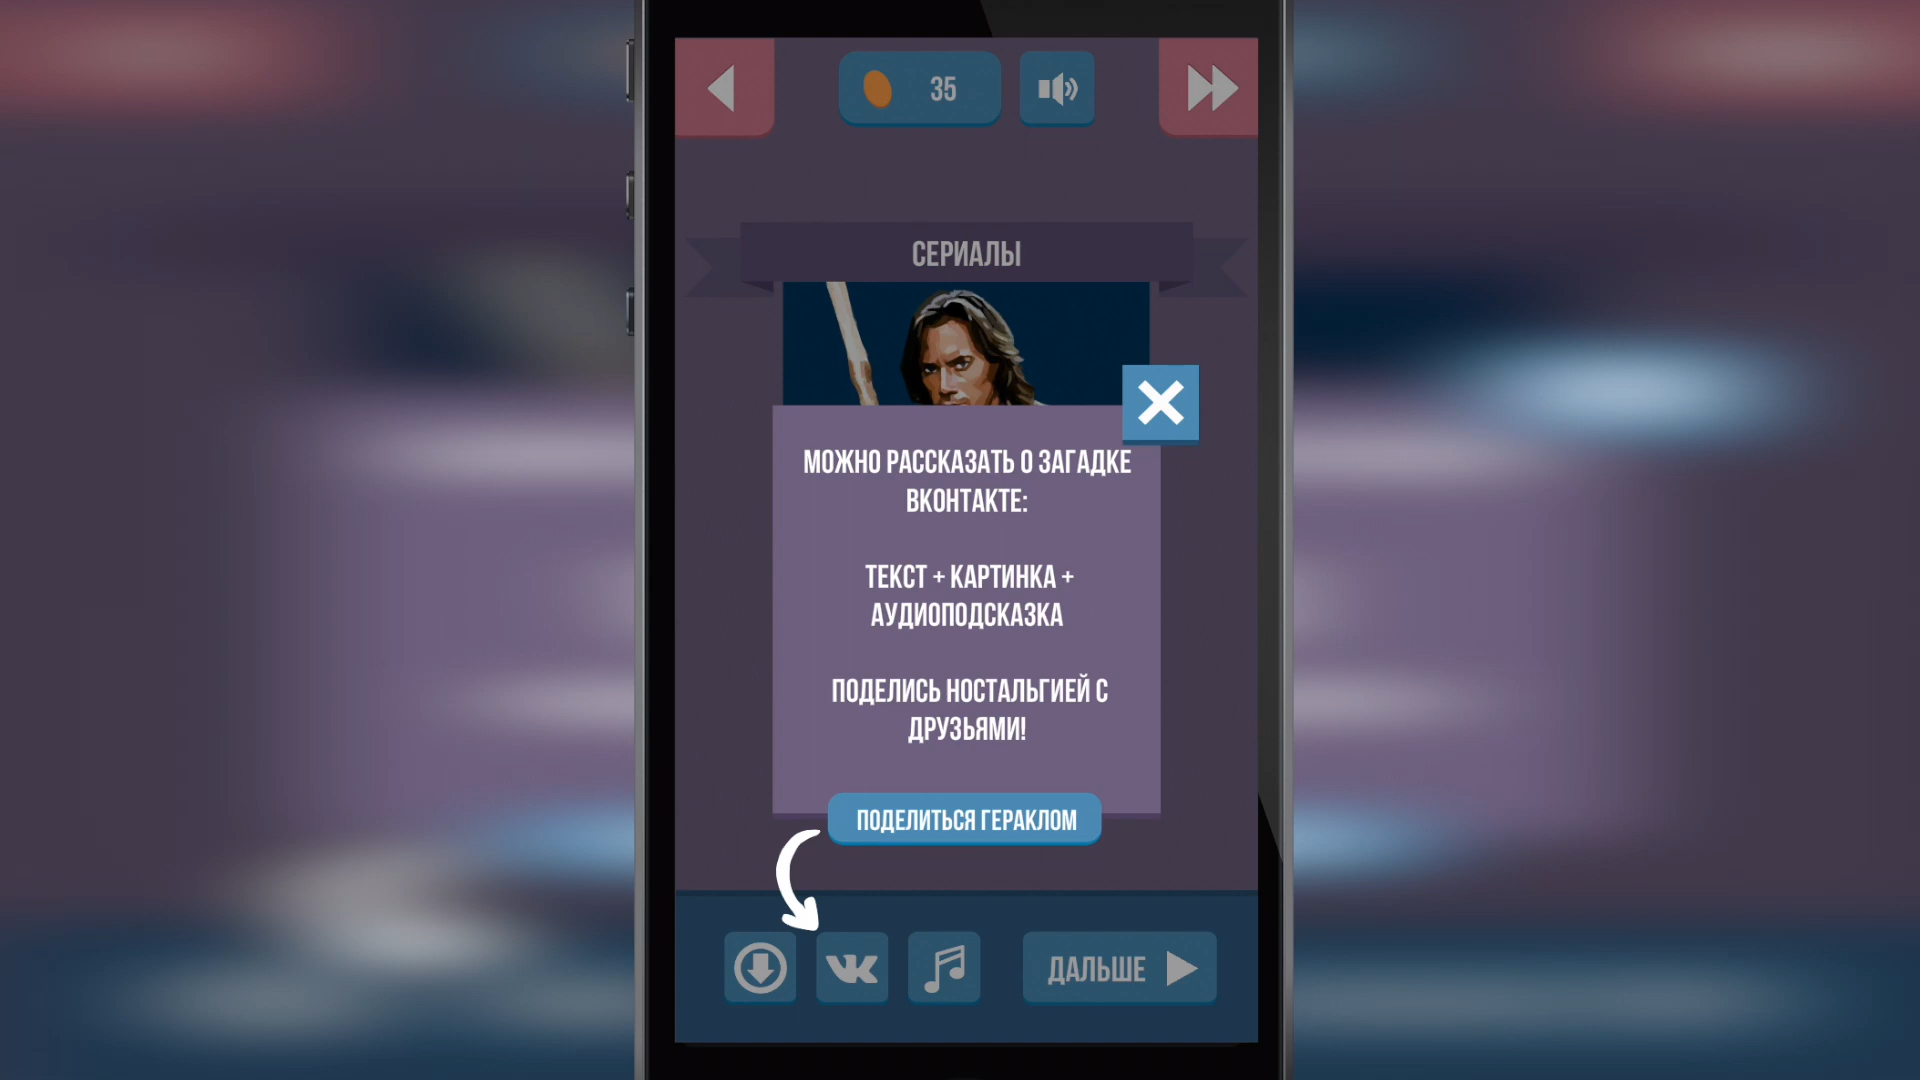 35
СЕРИАЛЫ
МОЖНО РАССКАЗАТЬ О ЗАГАДКЕ
ВКОНТАКТЕ:
ТЕКСТ + КАРТИНКА +
АУДИОПОДСКАЗКА
ПОДЕЛИСЬ НОСТАЛЬГИЕЙ С
ДРУЗЬЯМИ!
ПОДЕЛИТЬСЯ ГЕРАКЛОМ
ДАЛЬШЕ